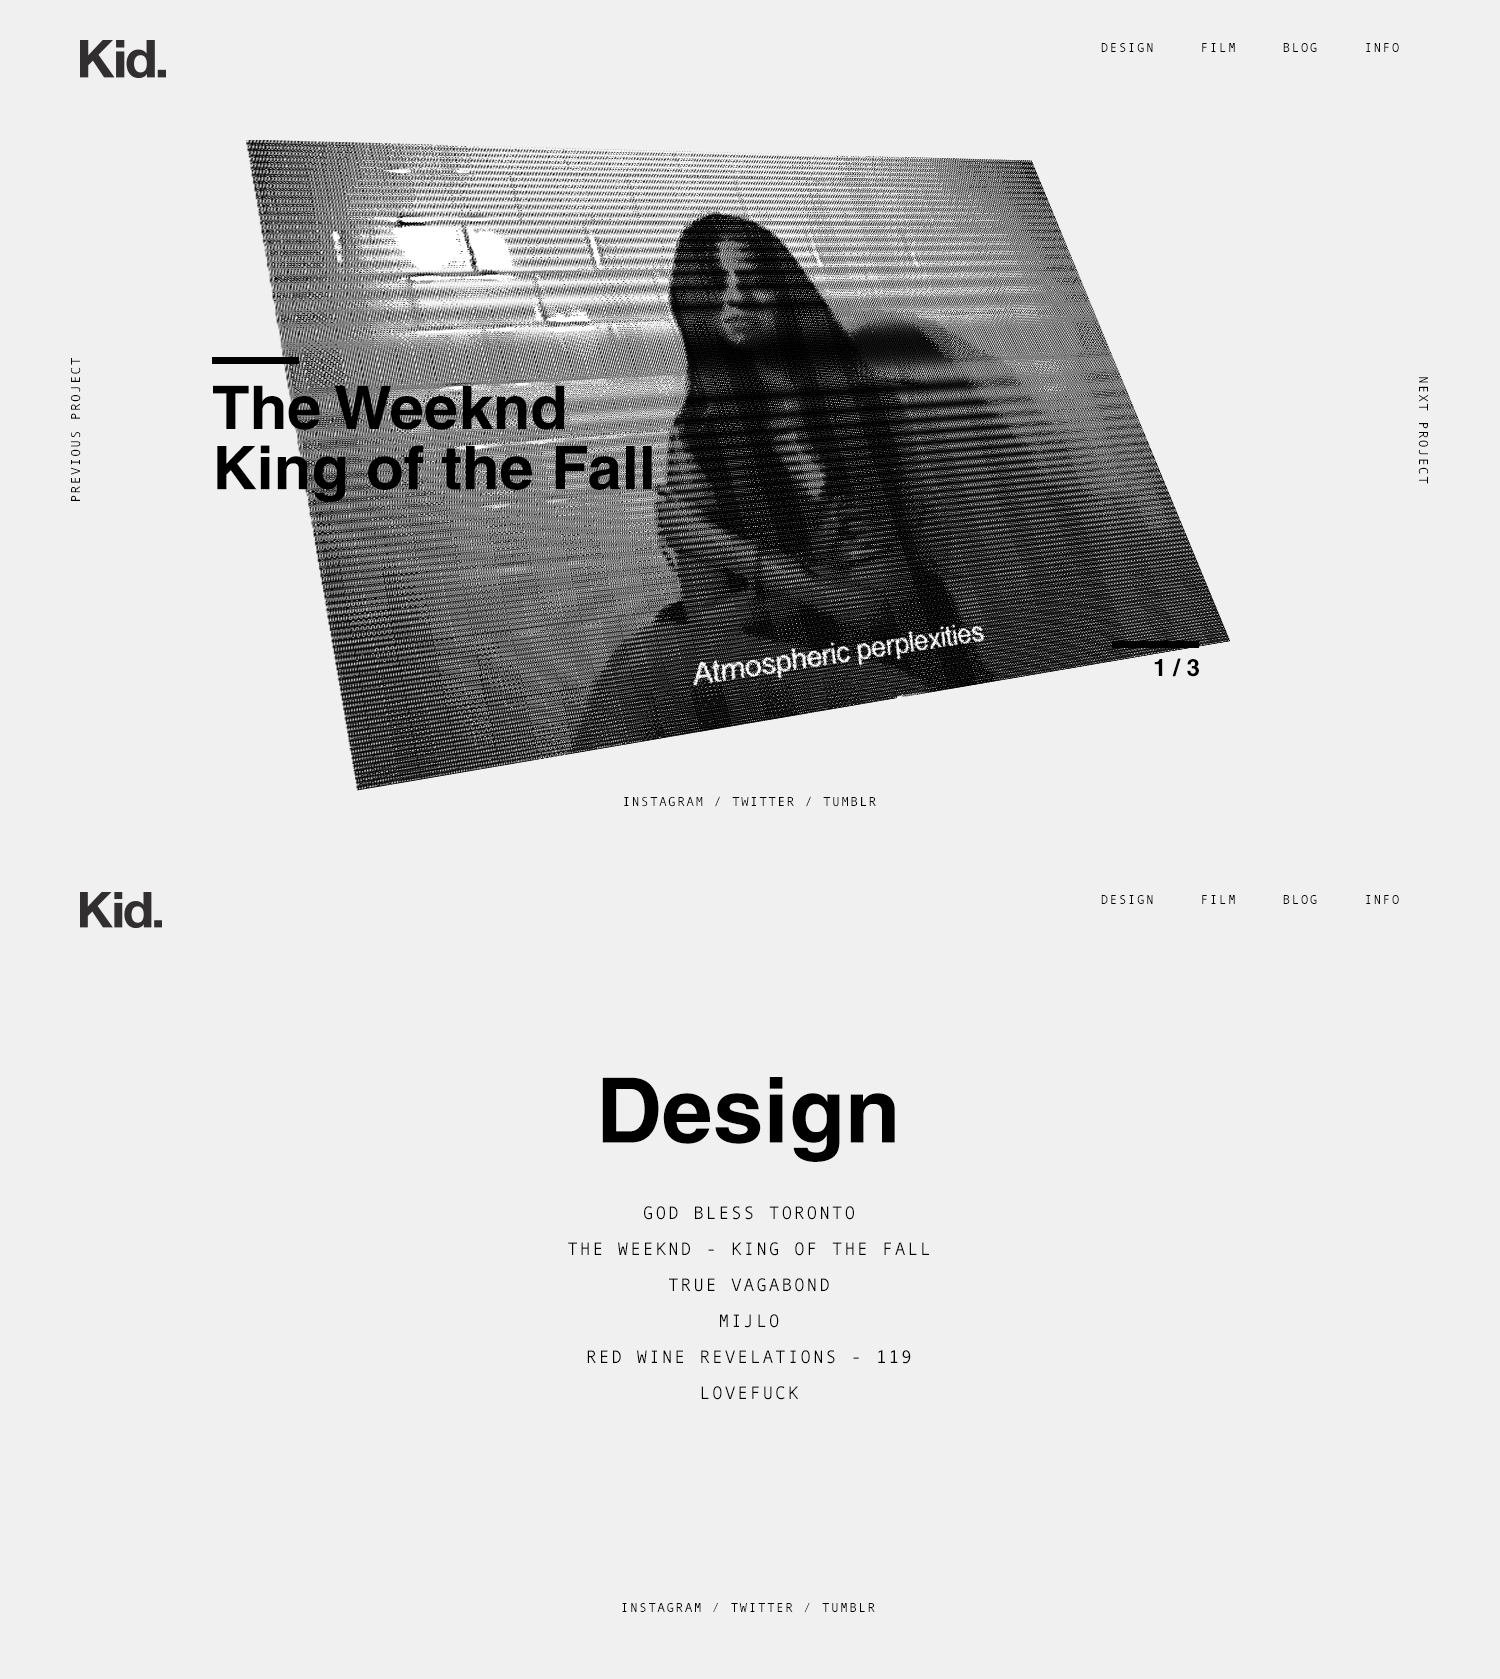 Kid.
DESIGN FILM BLOG INFO
PREVIOUS PROJECT
The Weeknd
King of the Fall
NEXT PROJECT
Atmospheric perplexities
1 / 3
INSTAGRAM / TWITTER / TUMBLR
Kid.
DESIGN FILM BLOG INFO
Design
GOD BLESS TORONTO
THE WEEKND - KING OF THE FALL
TRUE VAGABOND
MIJLO
RED WINE REVELATIONS - 119
LOVEFUCK
INSTAGRAM / TWITTER / TUMBLR